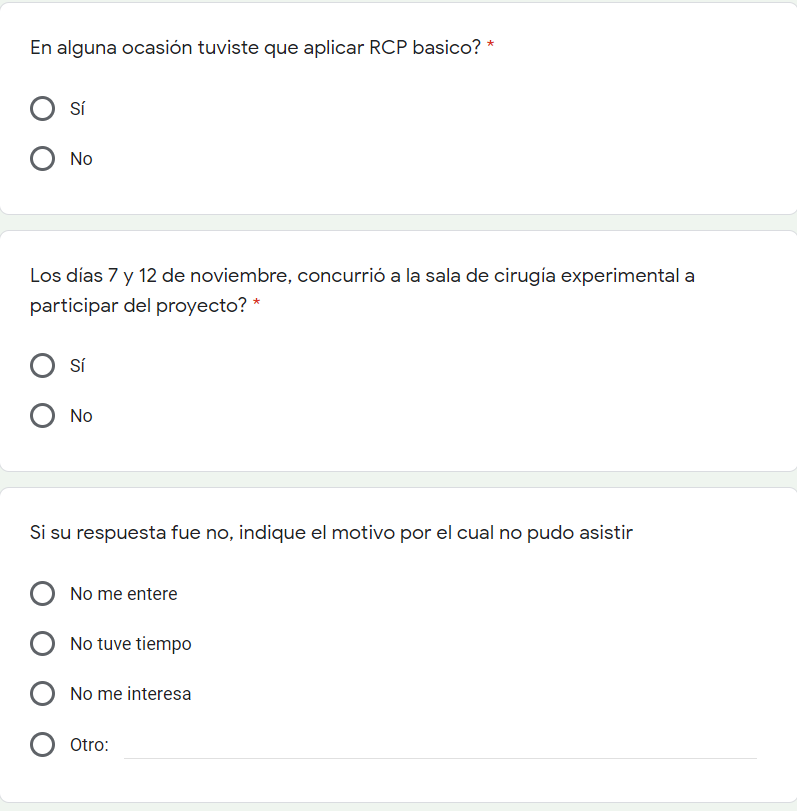 En alguna ocasión tuviste que aplicar RCP basico? *
Sí
No
Los días 7 y 12 de noviembre, concurrió a la sala de cirugía experimental a
participar del proyecto? *
Sí
No
Si su respuesta fue no, indique el motivo por el cual no pudo asistir
No me entere
No tuve tiempo
No me interesa
Otro: